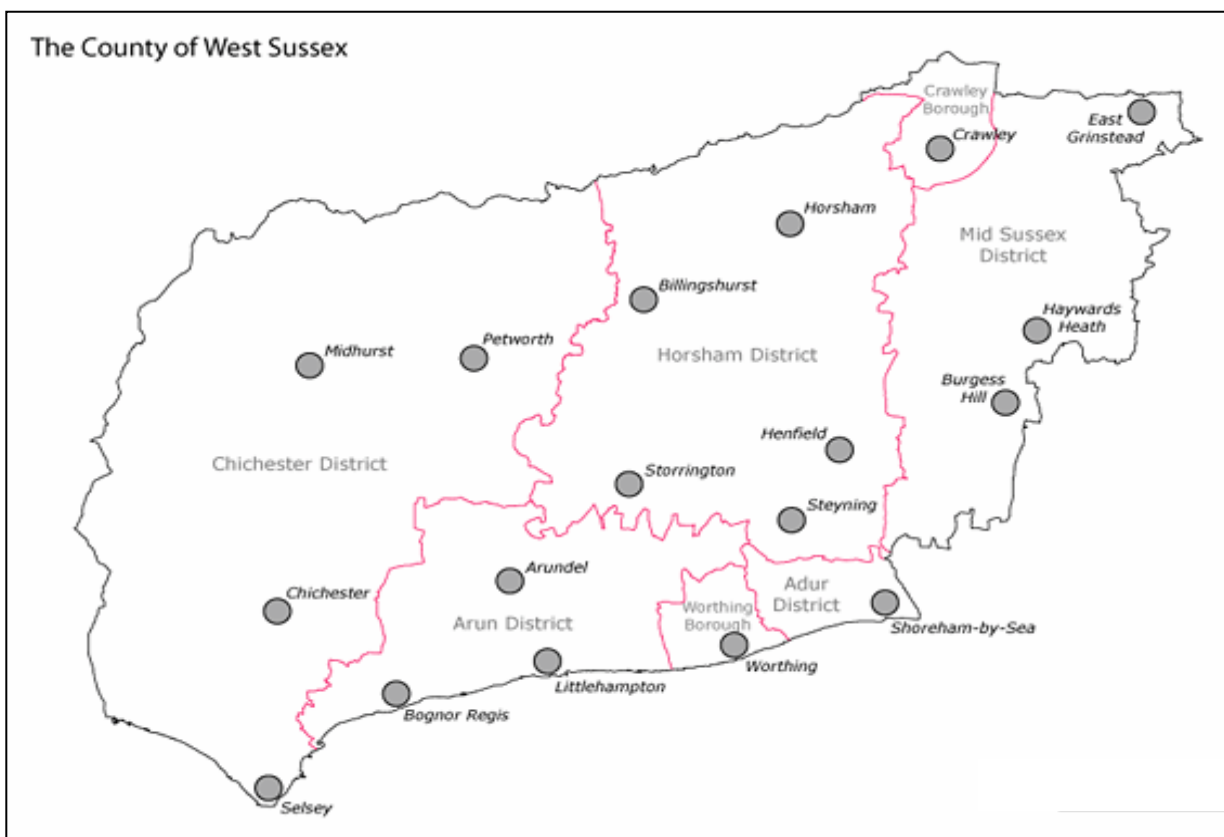 The County of West Sussex
Crawley
Borough
East
Grinstead
Crawley
Horsham
Mid Sussex
District
Billingshurst
Haywards
Heath
Midhurst
Petworth
Horsham District
Burgess
Hill
Henfield
Chichester District
Storrington
Steyning
Arundel
Adur
District
Chichester
Arun District
Worthing
Borough
Shoreham-by-Sea
Worthing
Littlehampton
Bognor Regis
Selsey